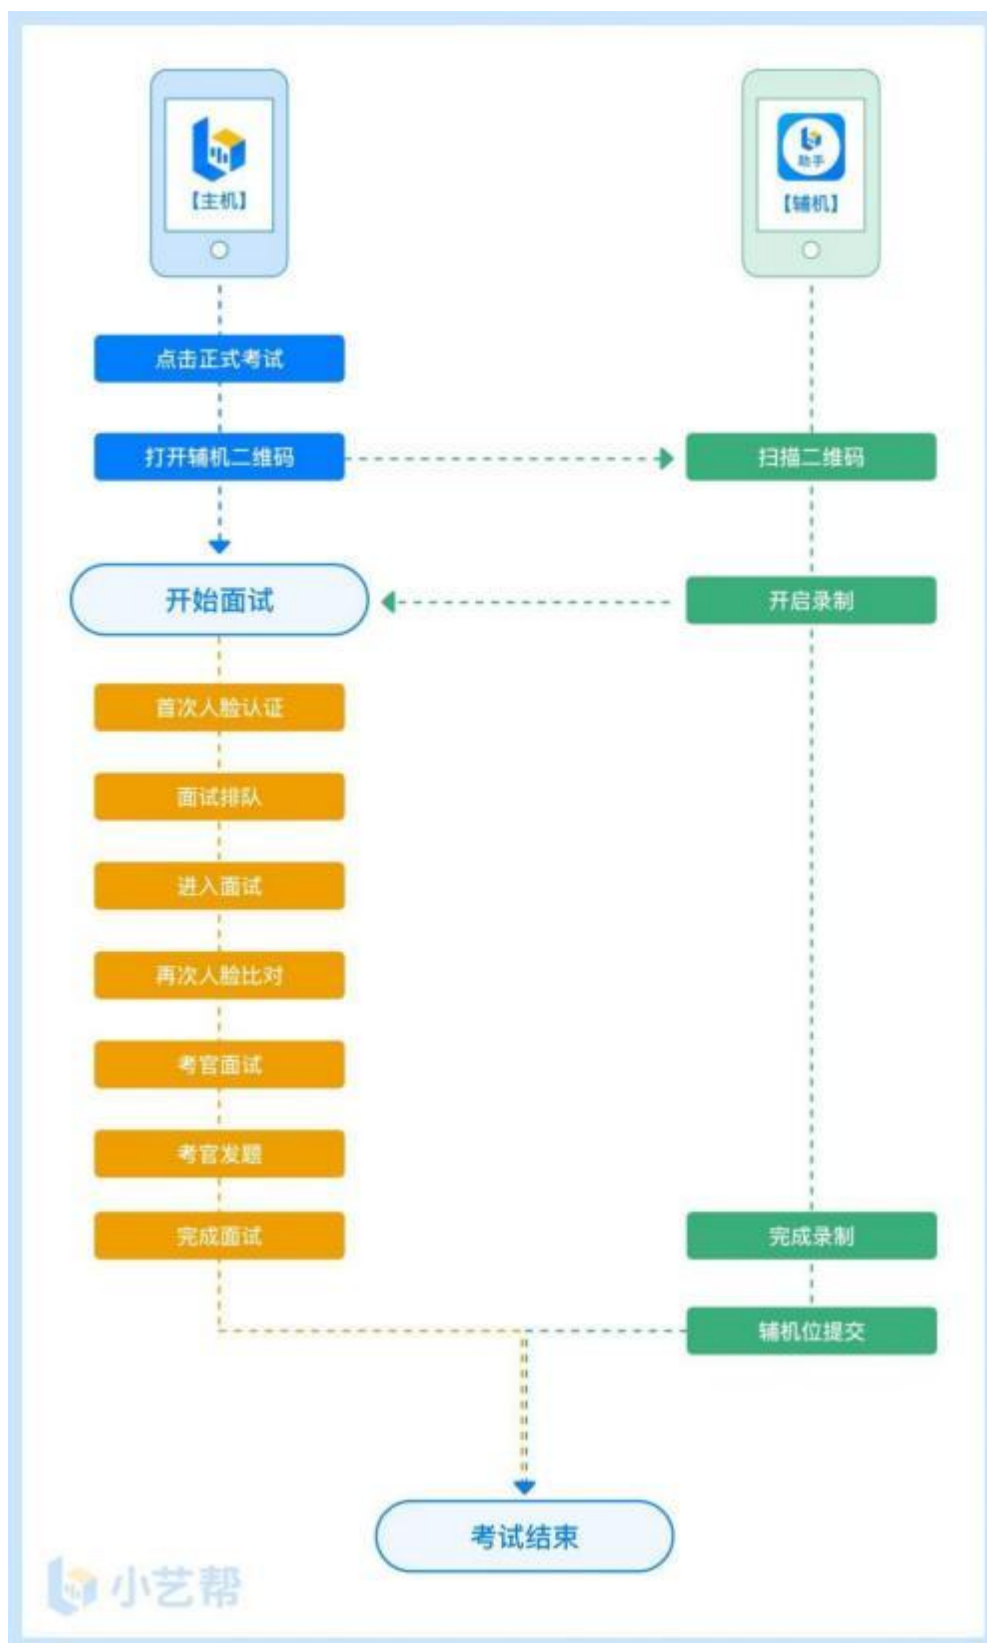 助手
【主机】
【辅机】
点击正式考试
打开辅机二维码
扫描二维码
开始面试
开启录制
首次人脸认证
面试排队
进入面试
再次人脸比对
考官面试
考官发题
完成面试
完成录制
辅机位提交
考试结束
小艺帮